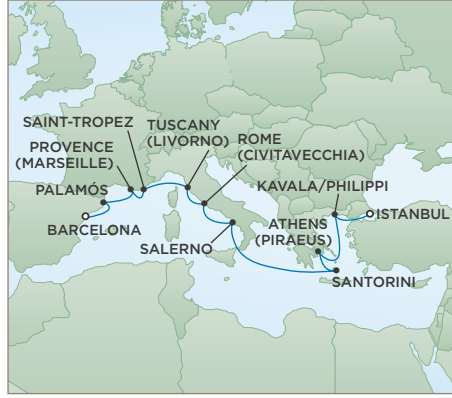 SAINT-TROPEZ
TUSCANY
(LIVORNO)
ROME
(CIVITAVECCHIA)
PROVENCE
(MARSEILLE)
PALAMÓS
KAVALA/PHILIPPI
BARCELONA
SALERNO
ATHENS
(PIRAEUS)
ISTANBUL
SANTORINI